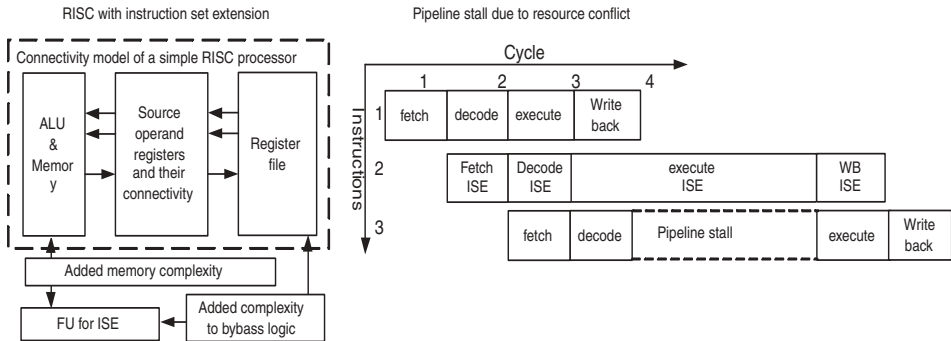 RISC with instruction set extension
Connectivity model of a simple RISC processor
ALU
&
Memor
y
Source
operand
registers
and their
connectivity
Register
file
Added memory complexity
FU for ISE
Added complexity
to bybass logic
Pipeline stall due to resource conflict
Cycle
1 2 3 4
Instructions
1
fetch decode execute Write
back
2
Fetch
ISE
Decode
ISE
execute
ISE
WB
ISE
3
fetch decode Pipeline stall execute Write
back